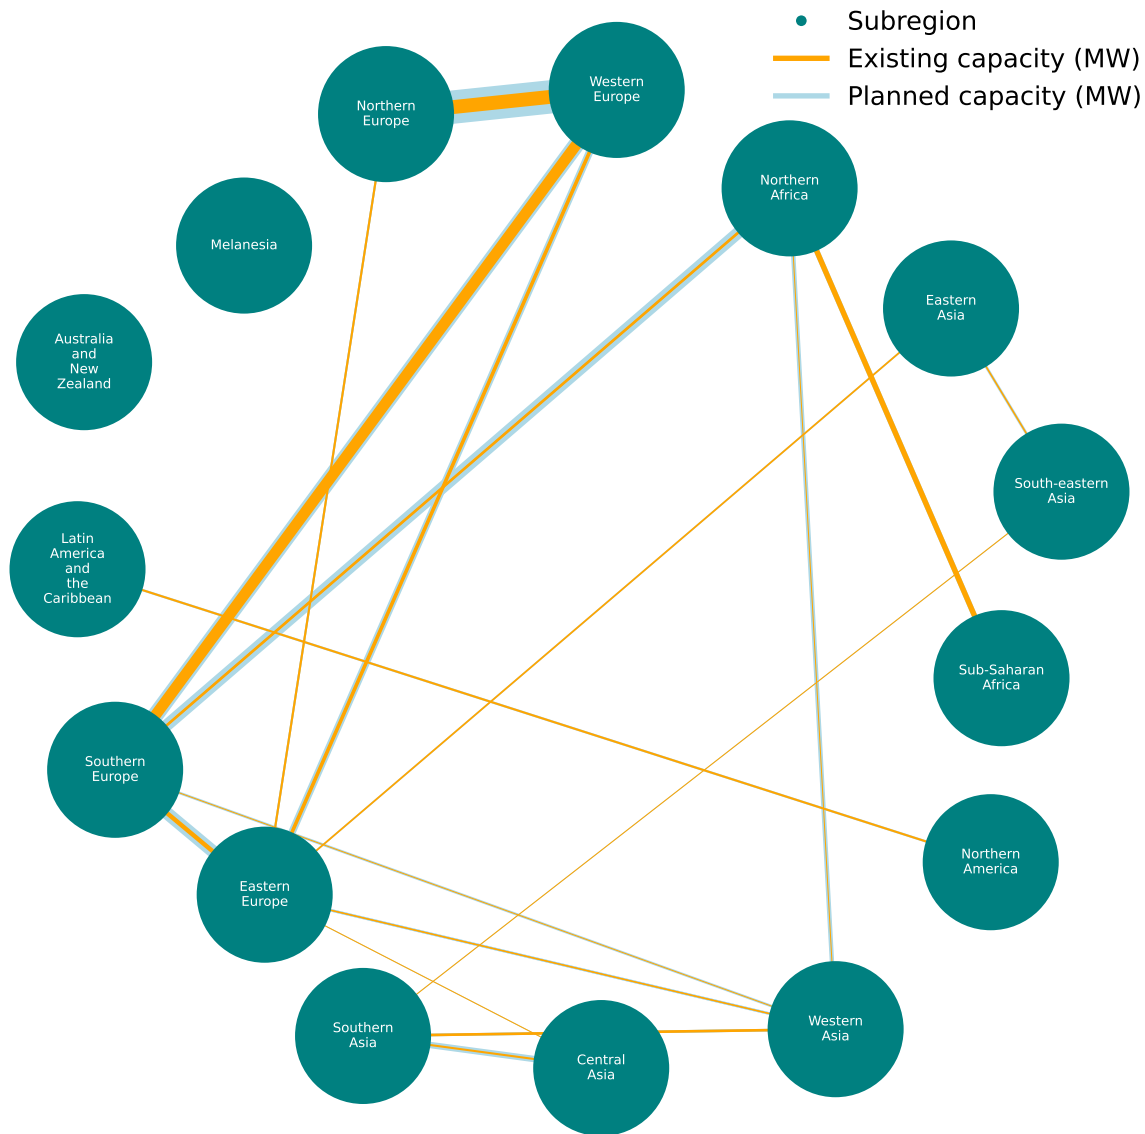 Subregion
Existing capacity (MW)
Planned capacity (MW)
Western
Europe
Northern
Europe
Northern
Africa
Melanesia
Eastern
Asia
Australia
and
New
Zealand
South-eastern
Asia
Latin
America
and
the
Caribbean
Sub-Saharan
Africa
Southern
Europe
Northern
America
Eastern
Europe
Western
Asia
Southern
Asia
Central
Asia